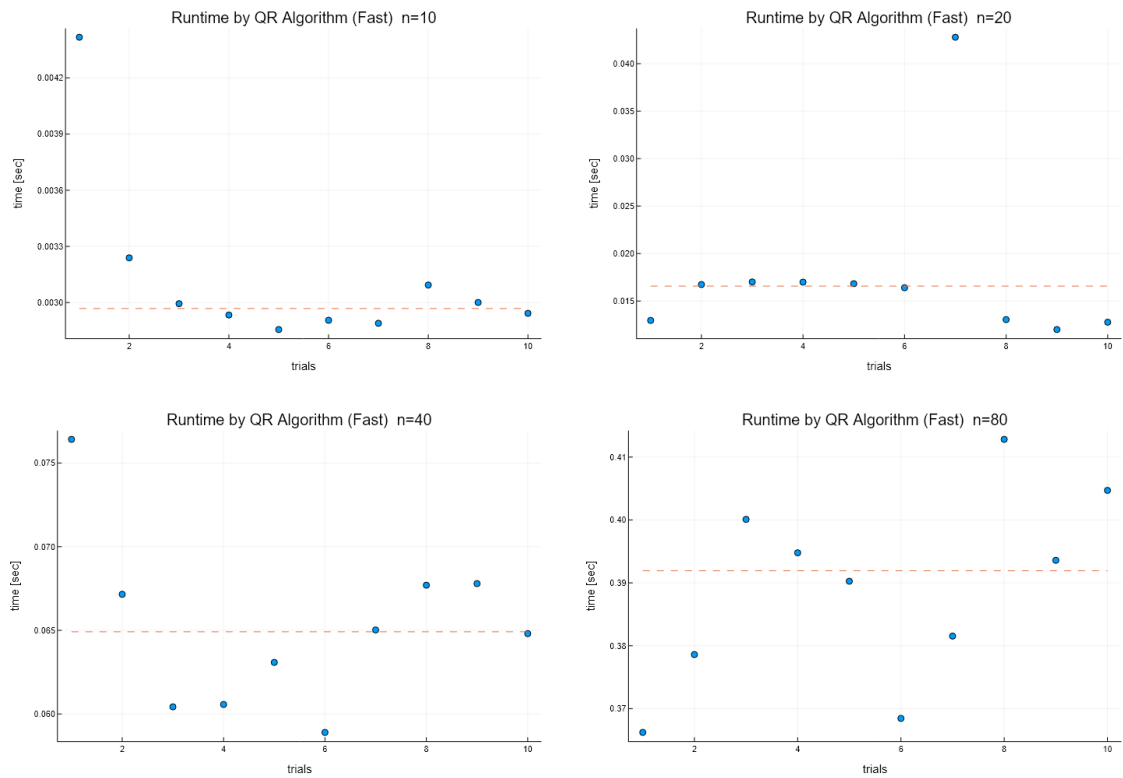 Runtime by QR Algorithm (Fast)  n=10
time [sec]
0.0042
0.0039
0.0036
0.0033
0.0030
2 4 6 8 10
trials
Runtime by QR Algorithm (Fast)  n=20
time [sec]
0.040
0.035
0.030
0.025
0.020
0.015
2 4 6 8 10
trials
Runtime by QR Algorithm (Fast)  n=40
time [sec]
0.075
0.070
0.065
0.060
2 4 6 8 10
trials
Runtime by QR Algorithm (Fast)  n=80
time [sec]
0.41
0.40
0.39
0.38
0.37
2 4 6 8 10
trials